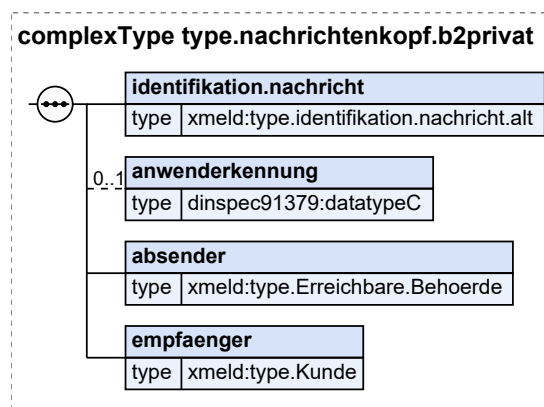 complexType type.nachrichtenkopf.b2privat
identifikation.nachricht
type xmeld:type.identifikation.nachricht.alt
0..1
anwenderkennung
type dinspec91379:datatypeC
absender
type xmeld:type.Erreichbare.Behoerde
empfaenger
type xmeld:type.Kunde